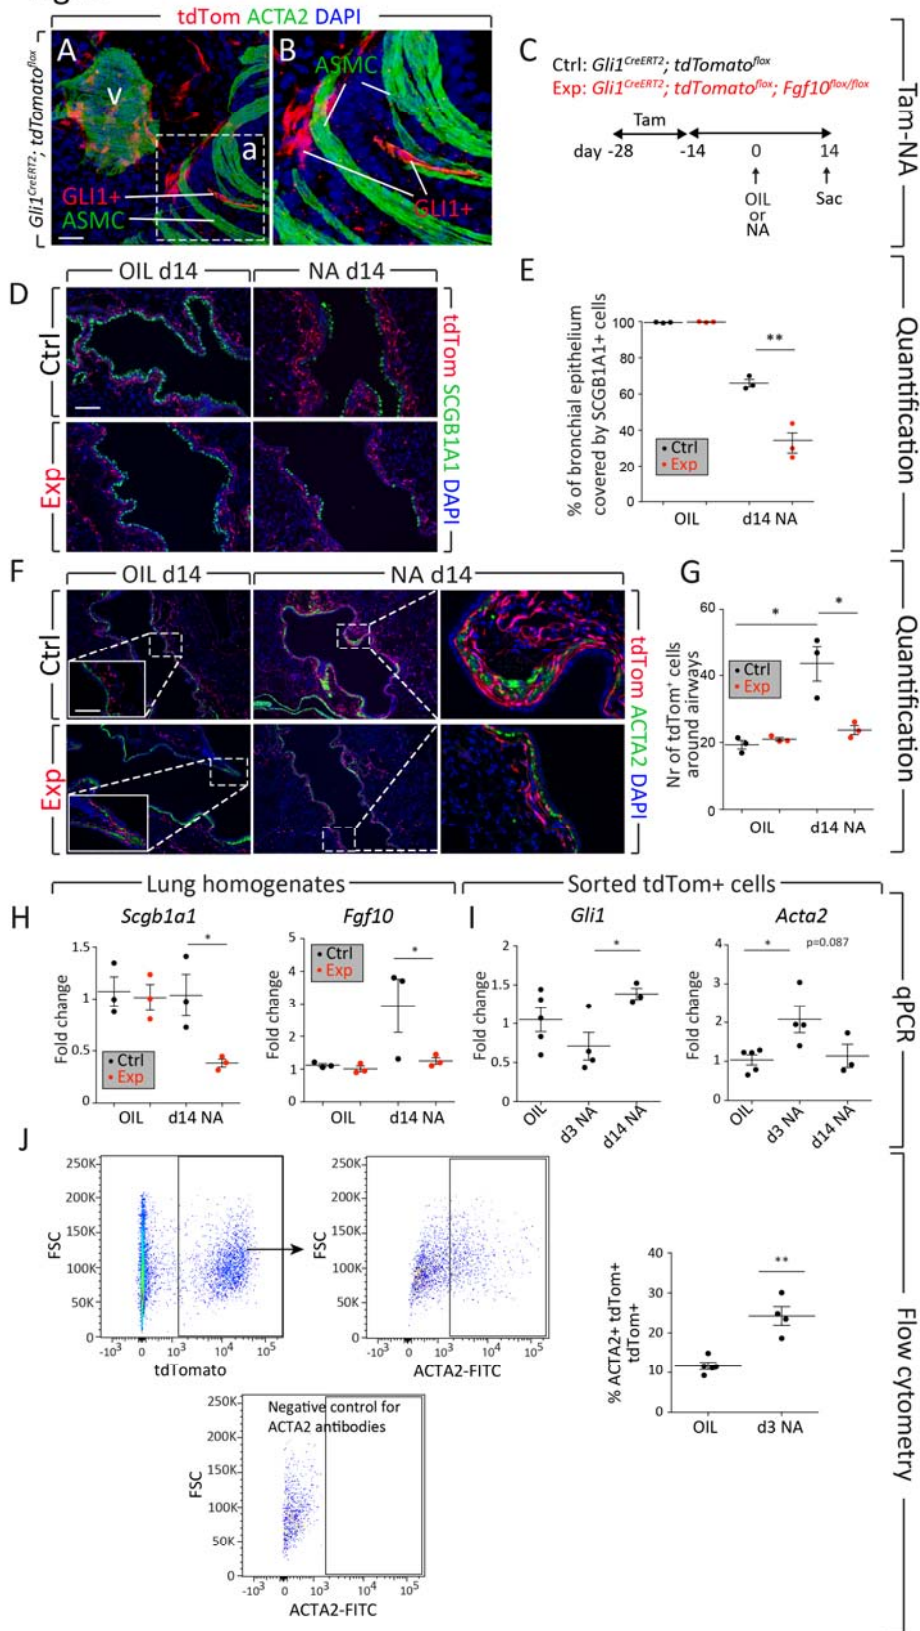 tdTom ACTA2 DAPI
Gli1CreERT2; tdTomatoflox
A
V
a
GLI1+
ASMC
B
ASMC
GLI1+
C
Ctrl: Gli1CreERT2; tdTomatoflox
Exp: Gli1CreERT2; tdTomatoflox; Fgf10flox/flox
Tam
day -28 -14 0 14
OIL
or
NA
Sac
Tam-NA
D
OIL d14 NA d14
Ctrl
Exp
tdTom SCGB1A1 DAPI
E
% of bronchial epithelium
covered by SCGB1A1+ cells
100
80
60
40
20
0
**
Ctrl
Exp
OIL d14 NA
Quantification
F
OIL d14 NA d14
Ctrl
Exp
tdTom ACTA2 DAPI
G
Nr of tdTom+ cells
around airways
60
40
20
0
* *
Ctrl
Exp
OIL d14 NA
Quantification
Lung homogenates Sorted tdTom+ cells
H
Scgb1a1
Fold change
1.5
1
0.5
0
*
Ctrl
Exp
OIL d14 NA
Fgf10
Fold change
5
4
3
2
1
0
Ctrl
Exp
*
OIL d14 NA
I
Gli1
Fold change
2
1.5
1
0.5
0
*
OIL
d3 NA
d14 NA
Acta2
Fold change
4
3
2
1
0
*
p=0.087
OIL
d3 NA
d14 NA
qPCR
J
FSC
250K
200K
150K
100K
50K
0
-103 0 103 104 105
tdTomato
FSC
250K
200K
150K
100K
50K
0
-103 0 103 104 105
ACTA2-FITC
Negative control for
ACTA2 antibodies
FSC
250K
200K
150K
100K
50K
0
-103 0 103 104 105
ACTA2-FITC
% ACTA2+ tdTom+
tdTom+
40
30
20
10
0
**
OIL d3 NA
Flow cytometry